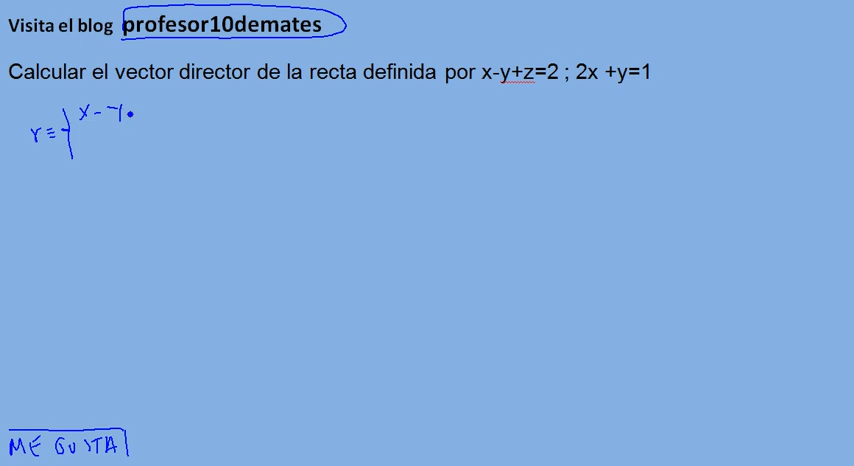 Visita el blog profesor10demates
Calcular el vector director de la recta definida por x-y+z=2 ; 2x +y=1
r≡{x-y
ME GUSTA